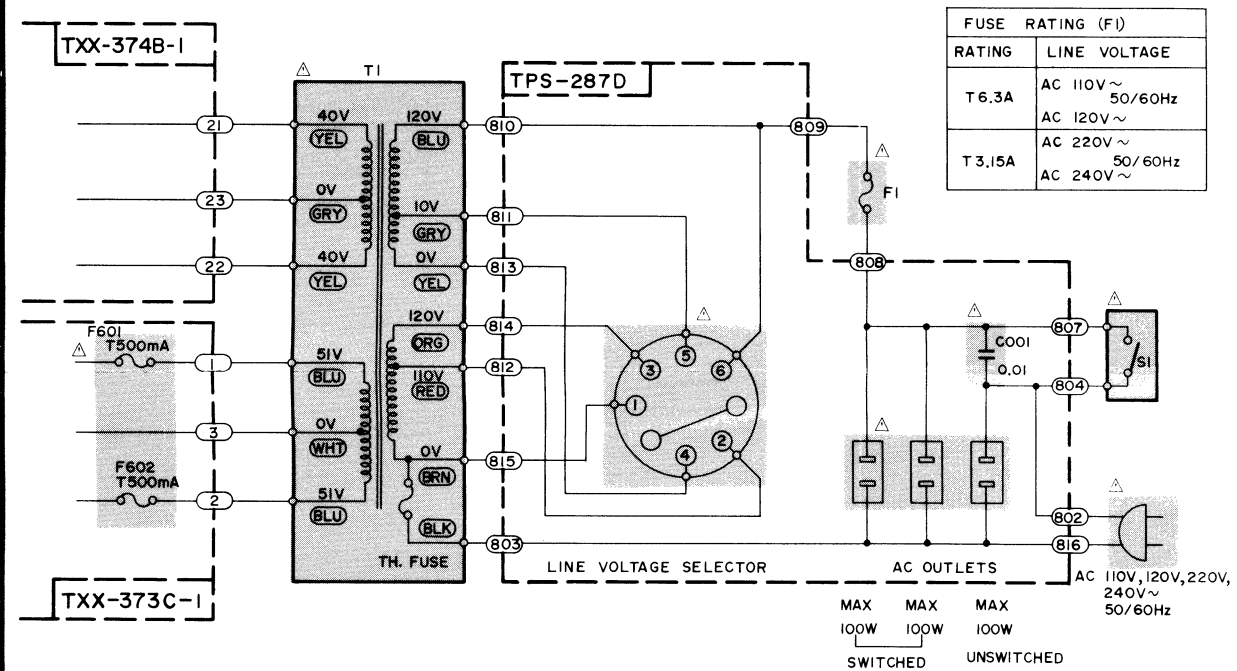 TXX-374B-1
T1
TPS-287D
FUSE RATING (F1)
RATING LINE VOLTAGE
T6.3A
AC 110V~
50/60Hz
AC 120V~
T3.15A
AC 220V~
50/60Hz
AC 240V~
21
40V
YEL
120V
BLU
810
809
F1
23
0V
GRY
10V
GRY
811
22
40V
YEL
0V
YEL
813
808
120V
ORG
814
807
C001
0.01
S1
F601
T500mA
1
51V
BLU
110V
RED
812
804
3
5
6
1
2
4
3
0V
WHT
0V
BRN
815
F602
T500mA
2
51V
BLU
BLK
803
802
816
TH. FUSE
LINE VOLTAGE SELECTOR
AC OUTLETS
AC 110V, 120V, 220V,
240V~
50/60Hz
TXX-373C-1
MAX MAX MAX
100W 100W 100W
SWITCHED UNSWITCHED